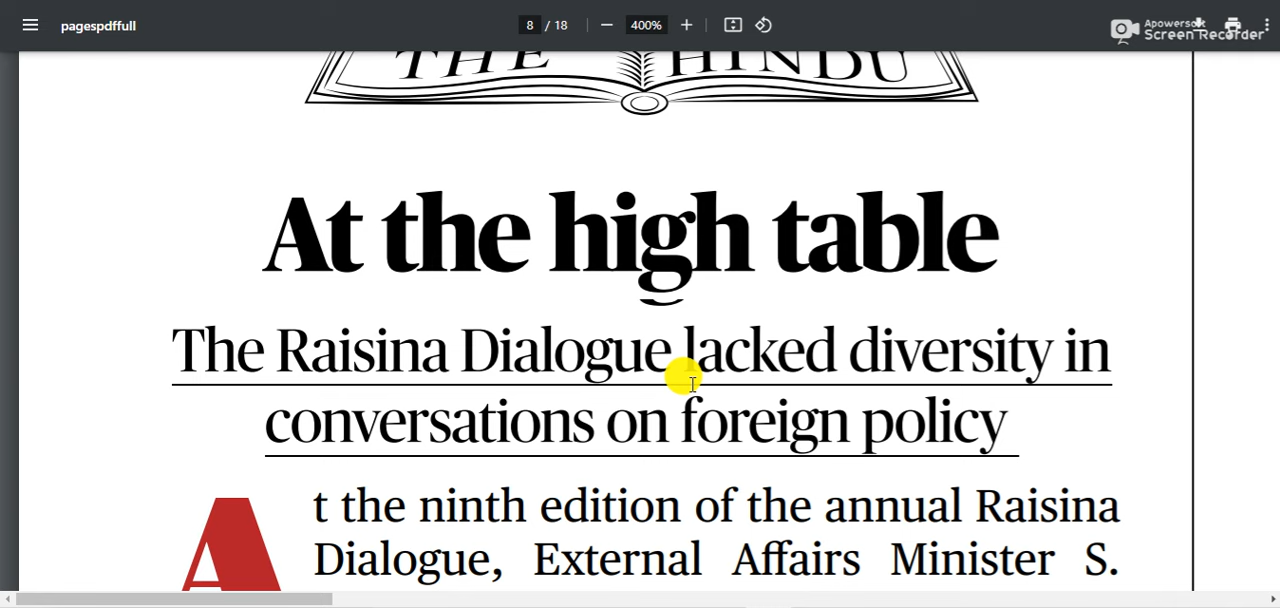 pagespdffull
8 / 18
400%
Apowersoft
Screen Recorder
THE HINDU
At the high table
The Raisina Dialogue lacked diversity in
conversations on foreign policy
At the ninth edition of the annual Raisina
Dialogue, External Affairs Minister S.